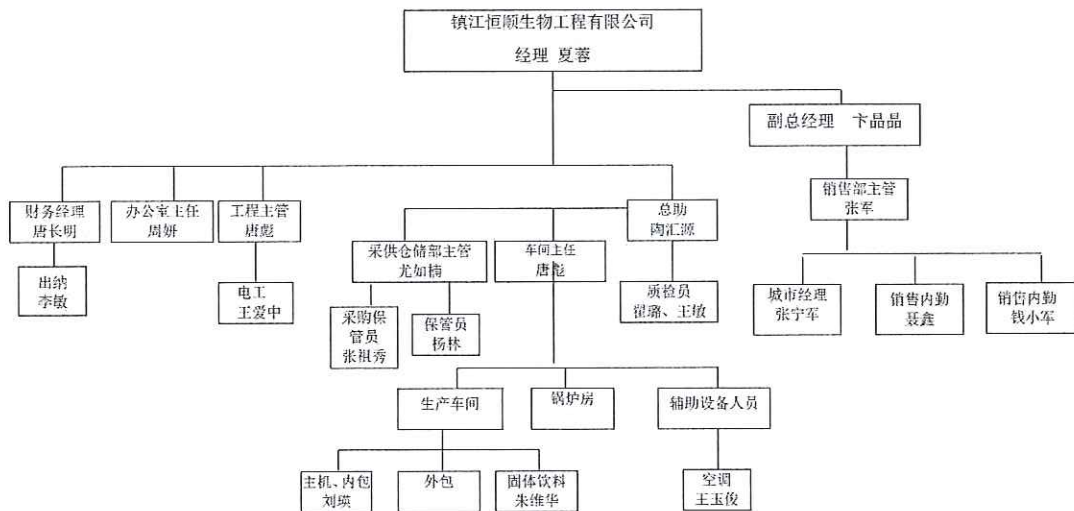 镇江恒顺生物工程有限公司
经理 夏蓉
副总经理 卞晶晶
财务经理
唐长明
办公室主任
周妍
工程主管
唐彪
总助
陶汇源
销售部主管
张军
采供仓储部主管
尤如楠
车间主任
唐彪
出纳
李敏
电工
王爱中
质检员
翟璐、王敏
城市经理
张宁军
销售内勤
聂鑫
销售内勤
钱小军
采购保
管员
张祖秀
保管员
杨林
生产车间
锅炉房
辅助设备人员
主机、内包
刘瑛
外包
固体饮料
朱维华
空调
王玉俊